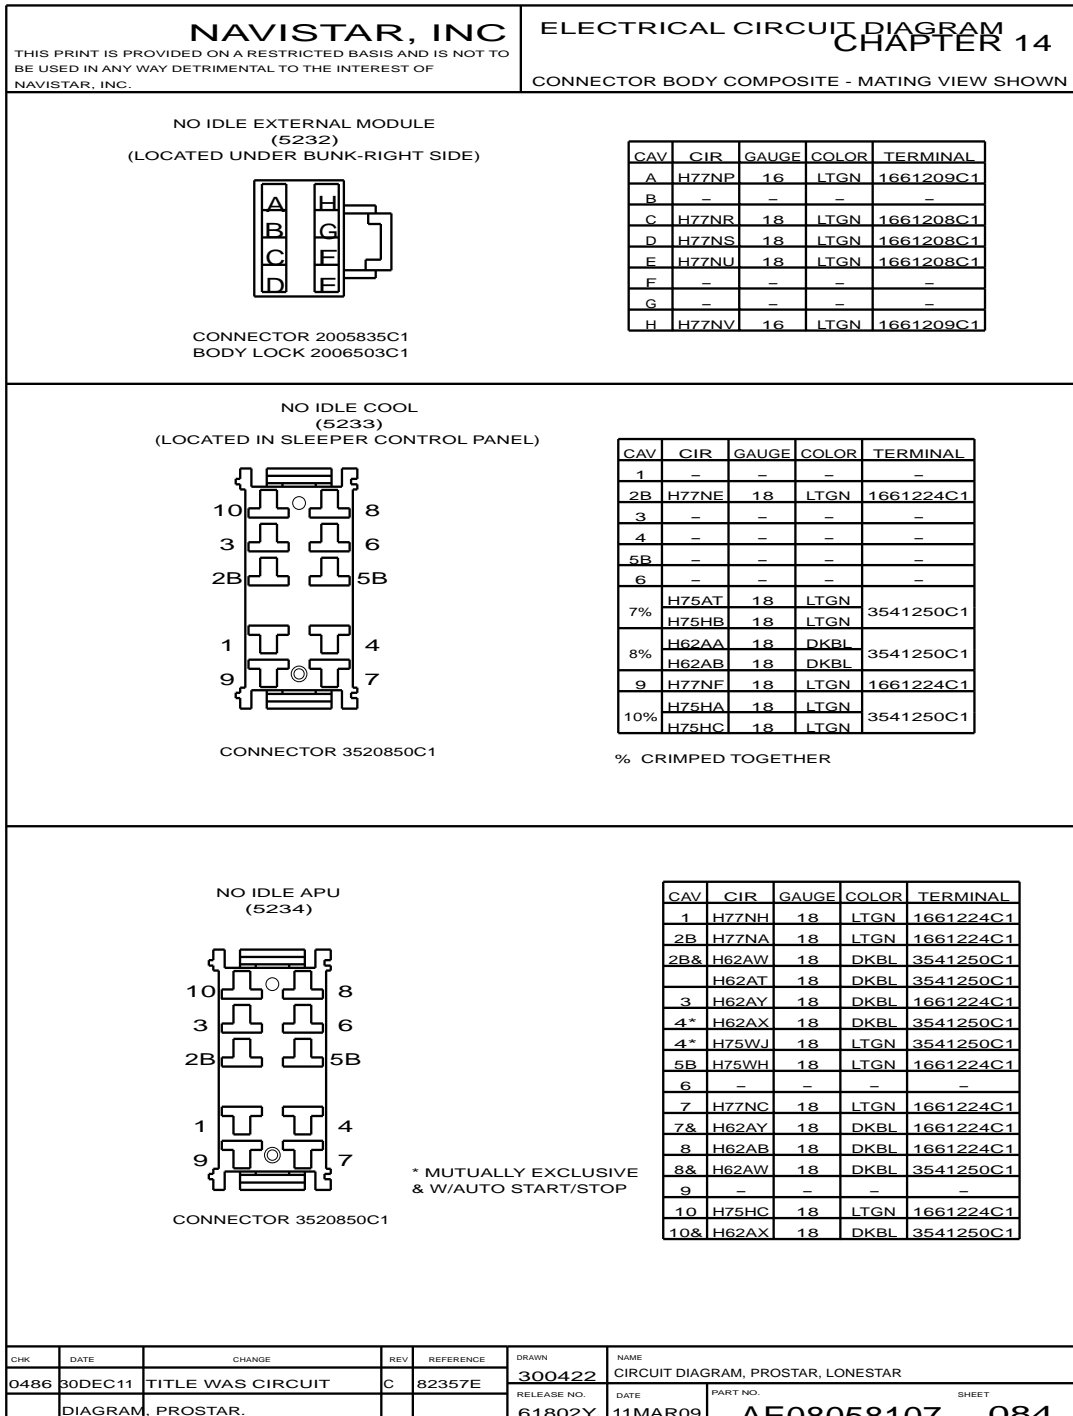 NAVISTAR, INC
THIS PRINT IS PROVIDED ON A RESTRICTED BASIS AND IS NOT TO
BE USED IN ANY WAY DETRIMENTAL TO THE INTEREST OF
NAVISTAR, INC.
ELECTRICAL CIRCUIT DIAGRAM
CHAPTER 14
CONNECTOR BODY COMPOSITE - MATING VIEW SHOWN
NO IDLE EXTERNAL MODULE
(5232)
(LOCATED UNDER BUNK-RIGHT SIDE)
A H
B G
C F
D E
CONNECTOR 2005835C1
BODY LOCK 2006503C1
CAV CIR GAUGE COLOR TERMINAL
A H77NP 16 LTGN 1661209C1
B – – – –
C H77NR 18 LTGN 1661208C1
D H77NS 18 LTGN 1661208C1
E H77NU 18 LTGN 1661208C1
F – – – –
G – – – –
H H77NV 16 LTGN 1661209C1
NO IDLE COOL
(5233)
(LOCATED IN SLEEPER CONTROL PANEL)
10 8
3 6
2B 5B
1 4
9 7
CONNECTOR 3520850C1
CAV CIR GAUGE COLOR TERMINAL
1 – – – –
2B H77NE 18 LTGN 1661224C1
3 – – – –
4 – – – –
5B – – – –
6 – – – –
7% H75AT 18 LTGN 3541250C1
H75HB 18 LTGN
8% H62AA 18 DKBL 3541250C1
H62AB 18 DKBL
9 H77NF 18 LTGN 1661224C1
10% H75HA 18 LTGN 3541250C1
H75HC 18 LTGN
% CRIMPED TOGETHER
NO IDLE APU
(5234)
10 8
3 6
2B 5B
1 4
9 7
CONNECTOR 3520850C1
* MUTUALLY EXCLUSIVE
& W/AUTO START/STOP
CAV CIR GAUGE COLOR TERMINAL
1 H77NH 18 LTGN 1661224C1
2B H77NA 18 LTGN 1661224C1
2B& H62AW 18 DKBL 3541250C1
H62AT 18 DKBL 3541250C1
3 H62AY 18 DKBL 1661224C1
4* H62AX 18 DKBL 3541250C1
4* H75WJ 18 LTGN 3541250C1
5B H75WH 18 LTGN 1661224C1
6 – – – –
7 H77NC 18 LTGN 1661224C1
7& H62AY 18 DKBL 1661224C1
8 H62AB 18 DKBL 1661224C1
8& H62AW 18 DKBL 3541250C1
9 – – – –
10 H75HC 18 LTGN 1661224C1
10& H62AX 18 DKBL 3541250C1
CHK DATE CHANGE REV REFERENCE
0486 30DEC11 TITLE WAS CIRCUIT C 82357E
DIAGRAM, PROSTAR,
DRAWN
300422
NAME
CIRCUIT DIAGRAM, PROSTAR, LONESTAR
RELEASE NO.
61802Y
DATE
11MAR09
PART NO.
AE08058107
SHEET
084